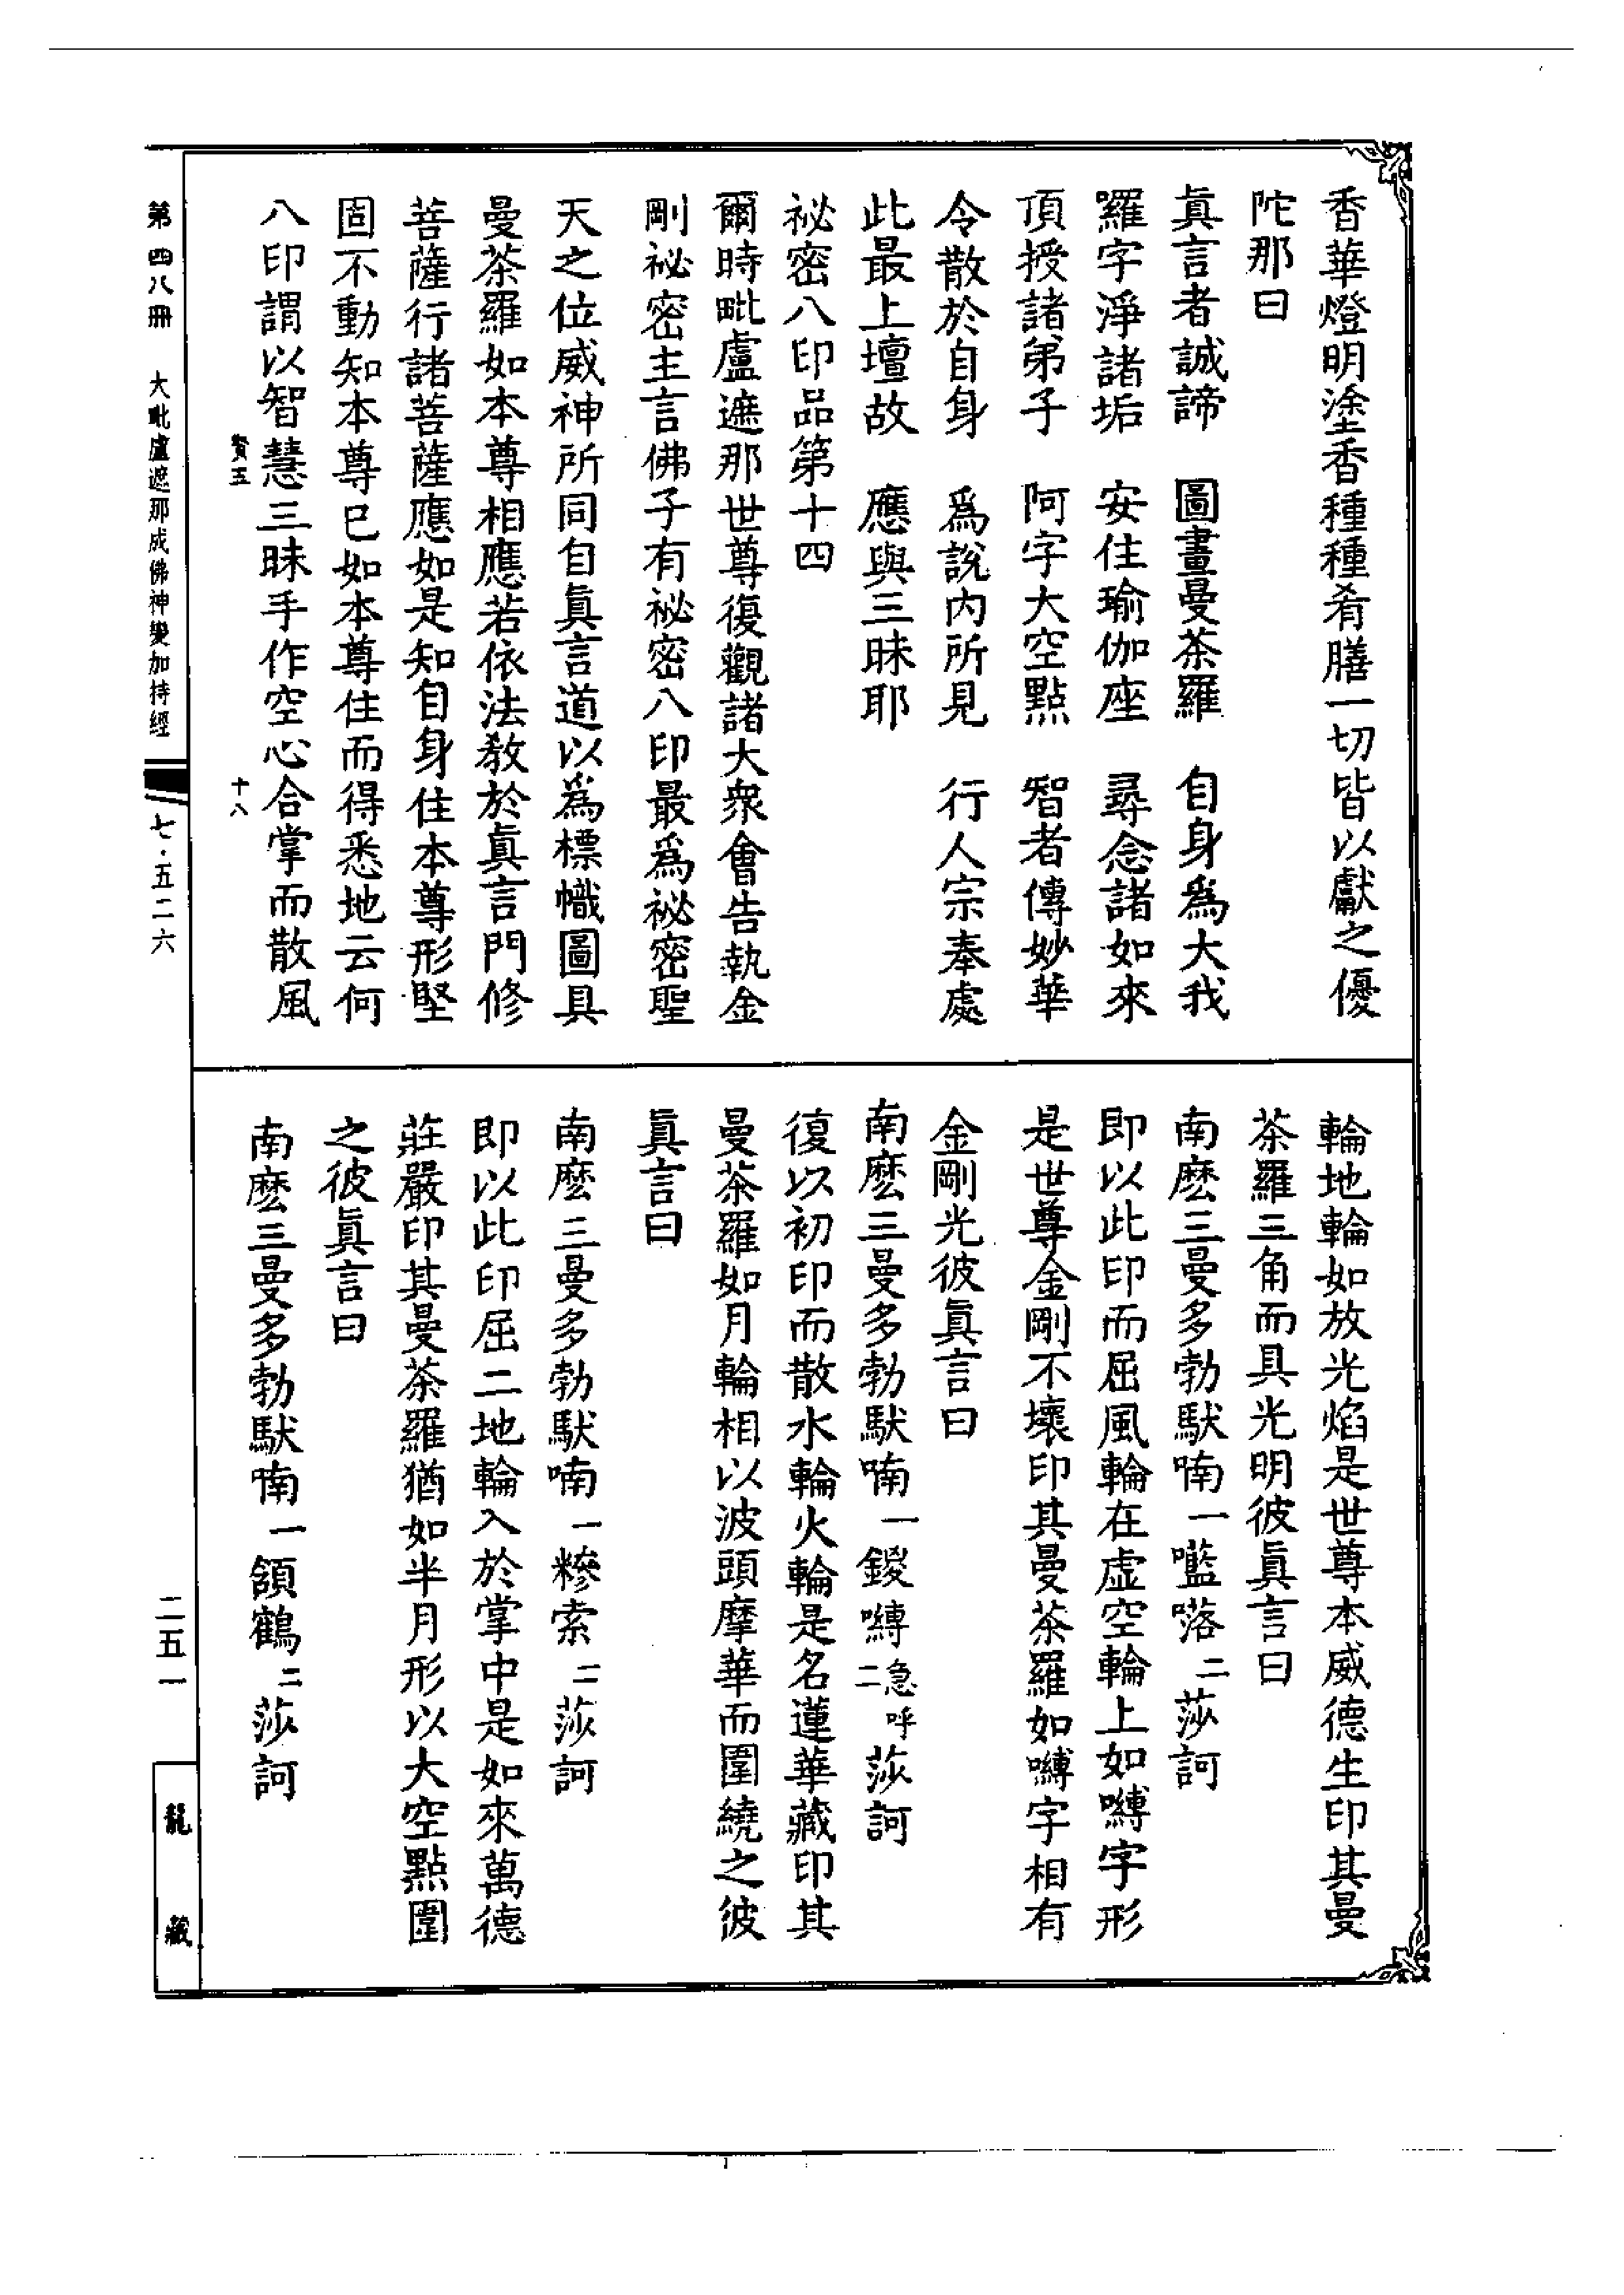 香華燈明塗香種種肴膳一切皆以獻之優
陀那曰
真言者誠諦　圖畫曼茶羅　自身爲大我
羅字淨諸垢　安住瑜伽座　尋念諸如來
頂授諸弟子　阿字大空點　智者傳妙華
令散於自身　爲說内所見　行人宗奉處
此最上壇故　應與三昧耶
祕密八印品第十四
爾時毗盧遮那世尊復觀諸大衆會告執金
剛祕密主言佛子有祕密八印最爲祕密聖
天之位威神所同自眞言道以爲標幟圖具
曼茶羅如本尊相應若依法教於眞言門修
菩薩行諸菩薩應如是知自身住本尊形堅
固不動知本尊已如本尊住而得悉地云何
八印謂以智慧三昧手作空心合掌而散風
賢五　十八
輪地輪如放光焰是世尊本威德生印其曼
茶羅三角而具光明彼眞言曰
南麽三曼多勃馱喃一嚂咯二莎訶
即以此印而屈風輪在虛空輪上如嚩字形
是世尊金剛不壞印其曼茶羅如嚩字相有
金剛光彼眞言曰
南麽三曼多勃馱喃一鍐嚩急呼二莎訶
復以初印而散水輪火輪是名蓮華藏印其
曼茶羅如月輪相以波頭摩華而圍繞之彼
眞言曰
南麽三曼多勃馱喃一糝索二莎訶
即以此印屈二地輪入於掌中是如來萬德
莊嚴印其曼茶羅猶如半月形以大空點圍
之彼眞言曰
南麽三曼多勃馱喃一頷鶴二莎訶
第四八冊　大毗盧遮那成佛神變加持經
七·五二六
二五一
龍藏